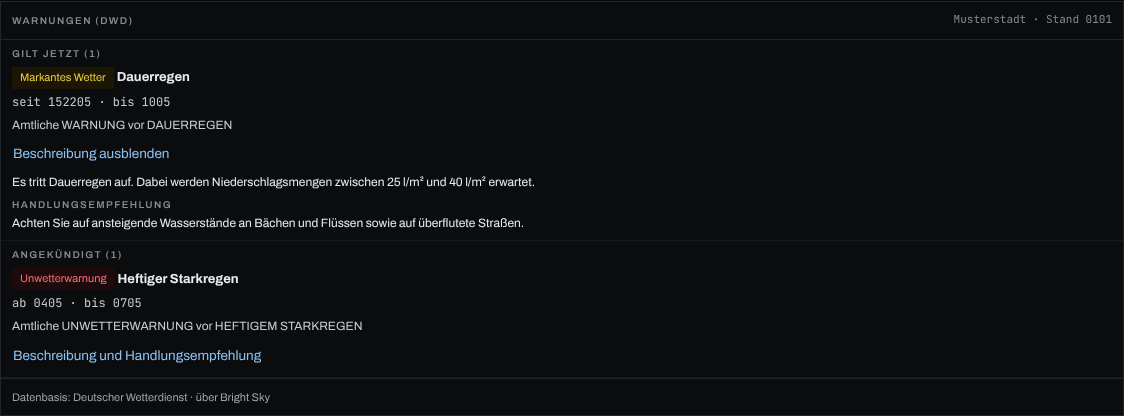 WARNUNGEN (DWD)
Musterstadt · Stand 0101
GILT JETZT (1)
Markantes Wetter Dauerregen
seit 152205 · bis 1005
Amtliche WARNUNG vor DAUERREGEN
Beschreibung ausblenden
Es tritt Dauerregen auf. Dabei werden Niederschlagsmengen zwischen 25 l/m² und 40 l/m² erwartet.
HANDLUNGSEMPFEHLUNG
Achten Sie auf ansteigende Wasserstände an Bächen und Flüssen sowie auf überflutete Straßen.
ANGEKÜNDIGT (1)
Unwetterwarnung Heftiger Starkregen
ab 0405 · bis 0705
Amtliche UNWETTERWARNUNG vor HEFTIGEM STARKREGEN
Beschreibung und Handlungsempfehlung
Datenbasis: Deutscher Wetterdienst · über Bright Sky